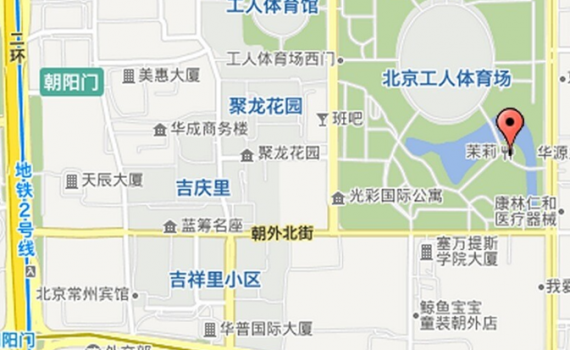 工人体育馆
二环
工人体育场西门
朝阳门
美惠大厦
北京工人体育场
聚龙花园
班吧
华成商务楼
聚龙花园
茉莉
华源
地铁2号线
天辰大厦
吉庆里
光彩国际公寓
康林仁和
医疗器械
蓝筹名座
朝外北街
塞万提斯
学院大厦
吉祥里小区
北京常州宾馆
我爱
鲸鱼宝宝
童装朝外店
华普国际大厦
阳门
外交部